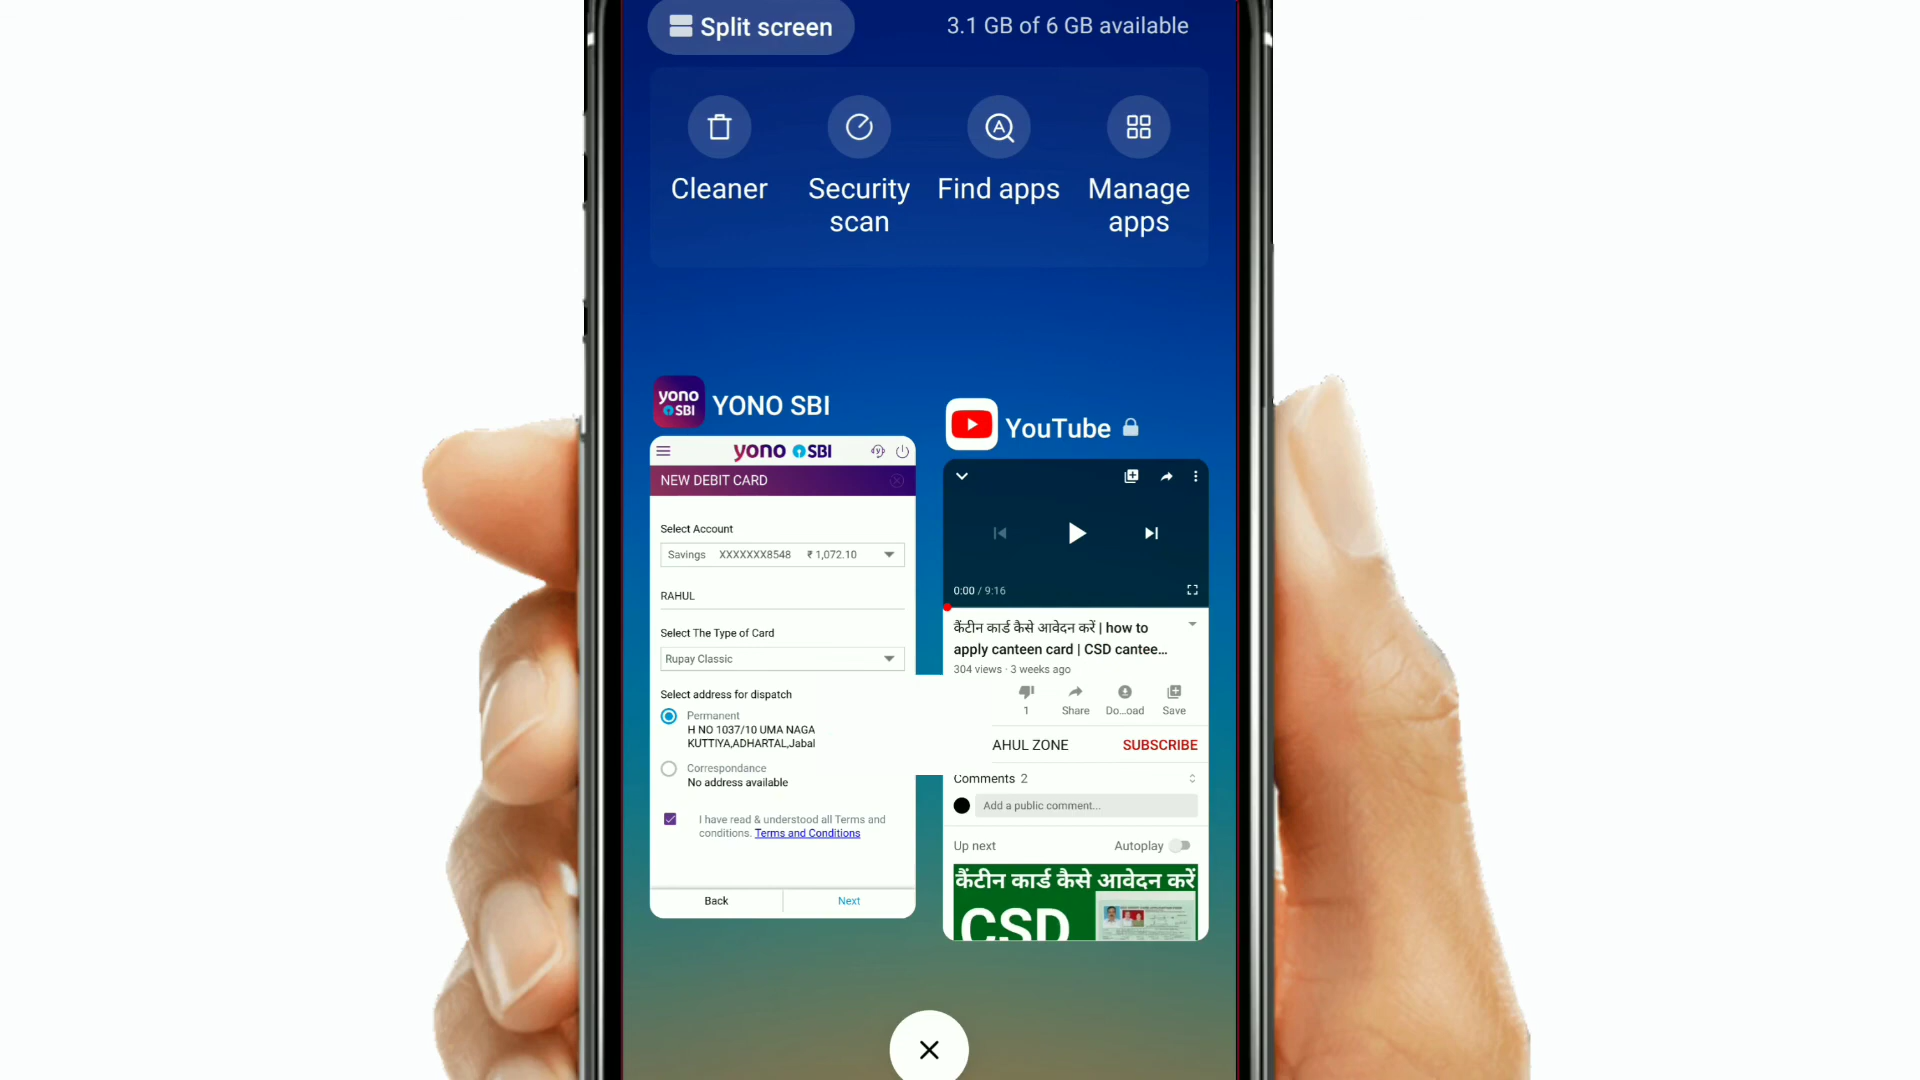 Split screen
3.1 GB of 6 GB available
Cleaner
Security
scan
Find apps
Manage
apps
yono
SBI
YONO SBI
yono SBI
NEW DEBIT CARD
Select Account
Savings XXXXXXX8548 ₹ 1,072.10
RAHUL
Select The Type of Card
Rupay Classic
Select address for dispatch
Permanent
H NO 1037/10 UMA NAGA
KUTTIYA,ADHARTAL,Jabal
Correspondance
No address available
I have read & understood all Terms and
conditions. Terms and Conditions
Back
Next
YouTube
0:00 / 9:16
कैंटीन कार्ड कैसे आवेदन करें | how to
apply canteen card | CSD cantee...
304 views · 3 weeks ago
1
Share
Do...oad
Save
AHUL ZONE
SUBSCRIBE
Comments 2
Add a public comment...
Up next
Autoplay
कैंटीन कार्ड कैसे आवेदन करें
CSD